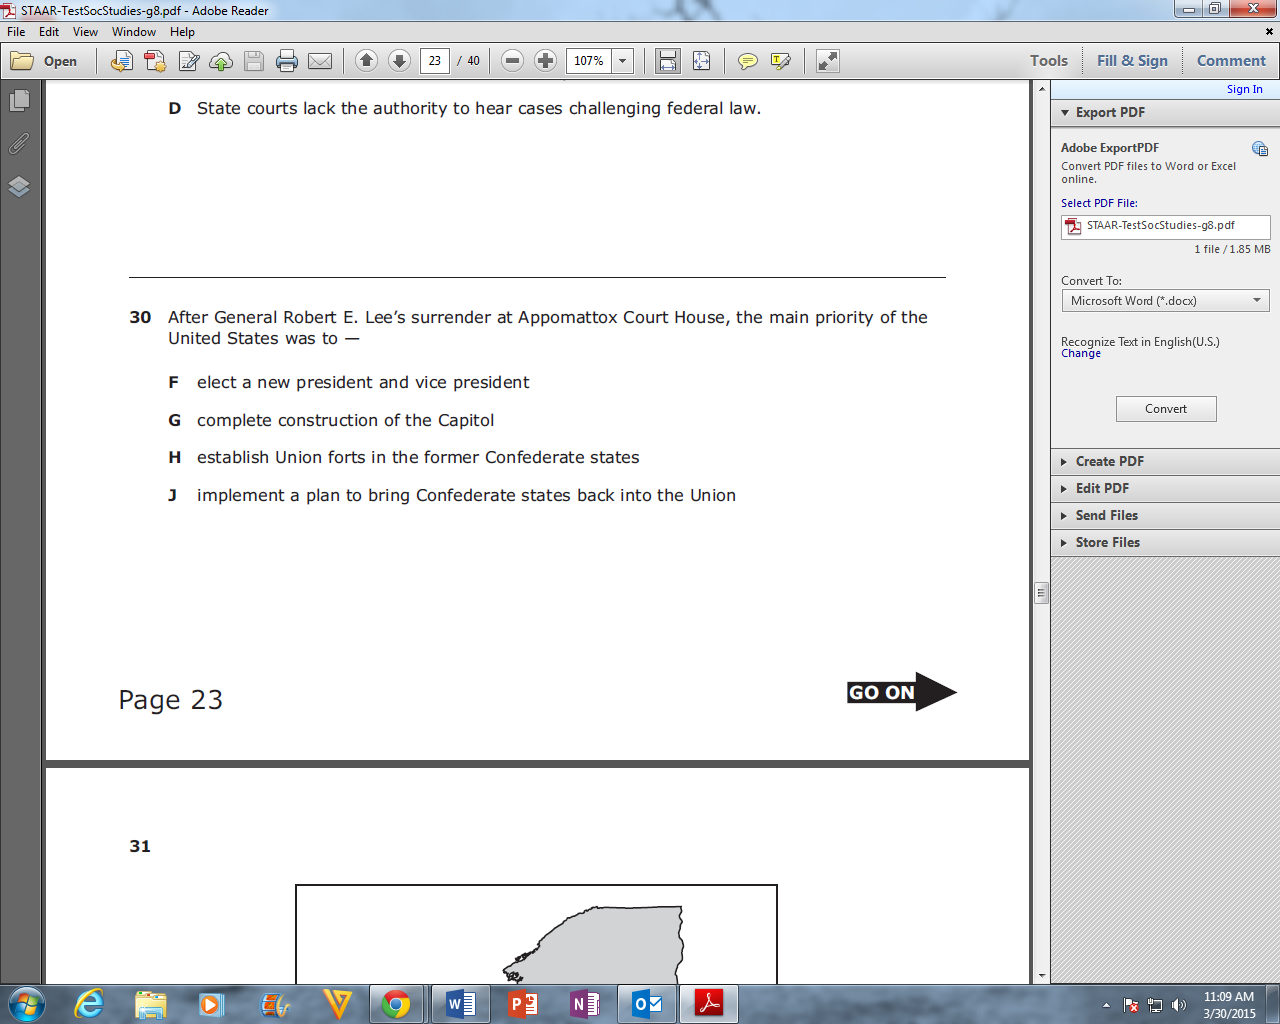 STAAR-TestSocStudies-g8.pdf - Adobe Reader
File Edit View Window Help
Open 23 / 40 107% Tools Fill & Sign Comment
Sign In
D State courts lack the authority to hear cases challenging federal law.
30 After General Robert E. Lee’s surrender at Appomattox Court House, the main priority of the
United States was to —
F elect a new president and vice president
G complete construction of the Capitol
H establish Union forts in the former Confederate states
J implement a plan to bring Confederate states back into the Union
Page 23
GO ON
31
Export PDF
Adobe ExportPDF
Convert PDF files to Word or Excel
online.
Select PDF File:
STAAR-TestSocStudies-g8.pdf
1 file / 1.85 MB
Convert To:
Microsoft Word (*.docx)
Recognize Text in English(U.S.)
Change
Convert
Create PDF
Edit PDF
Send Files
Store Files
11:09 AM
3/30/2015